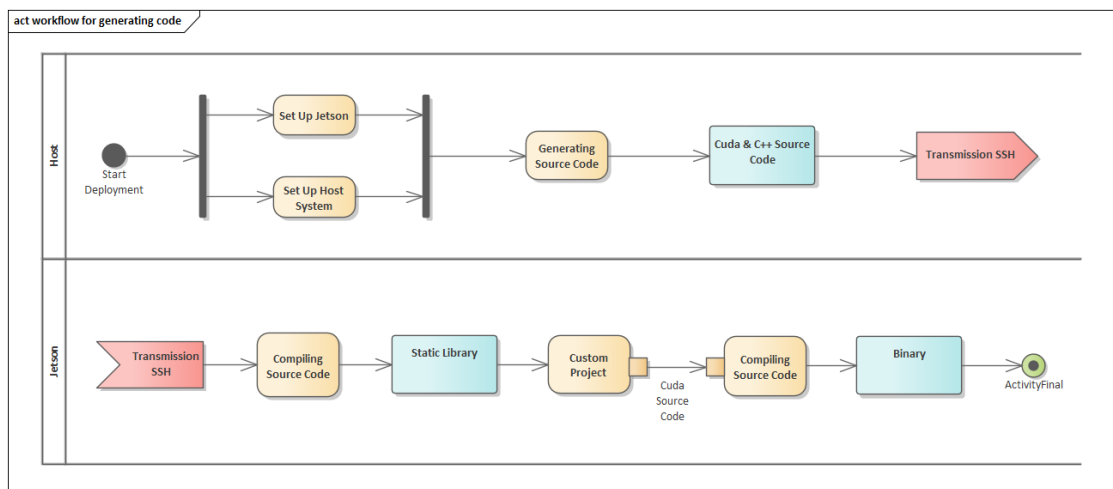 act workflow for generating code
Host
Start
Deployment
Set Up Jetson
Set Up Host
System
Generating
Source Code
Cuda & C++ Source
Code
Transmission SSH
Jetson
Transmission
SSH
Compiling
Source Code
Static Library
Custom
Project
Cuda
Source
Code
Compiling
Source Code
Binary
ActivityFinal